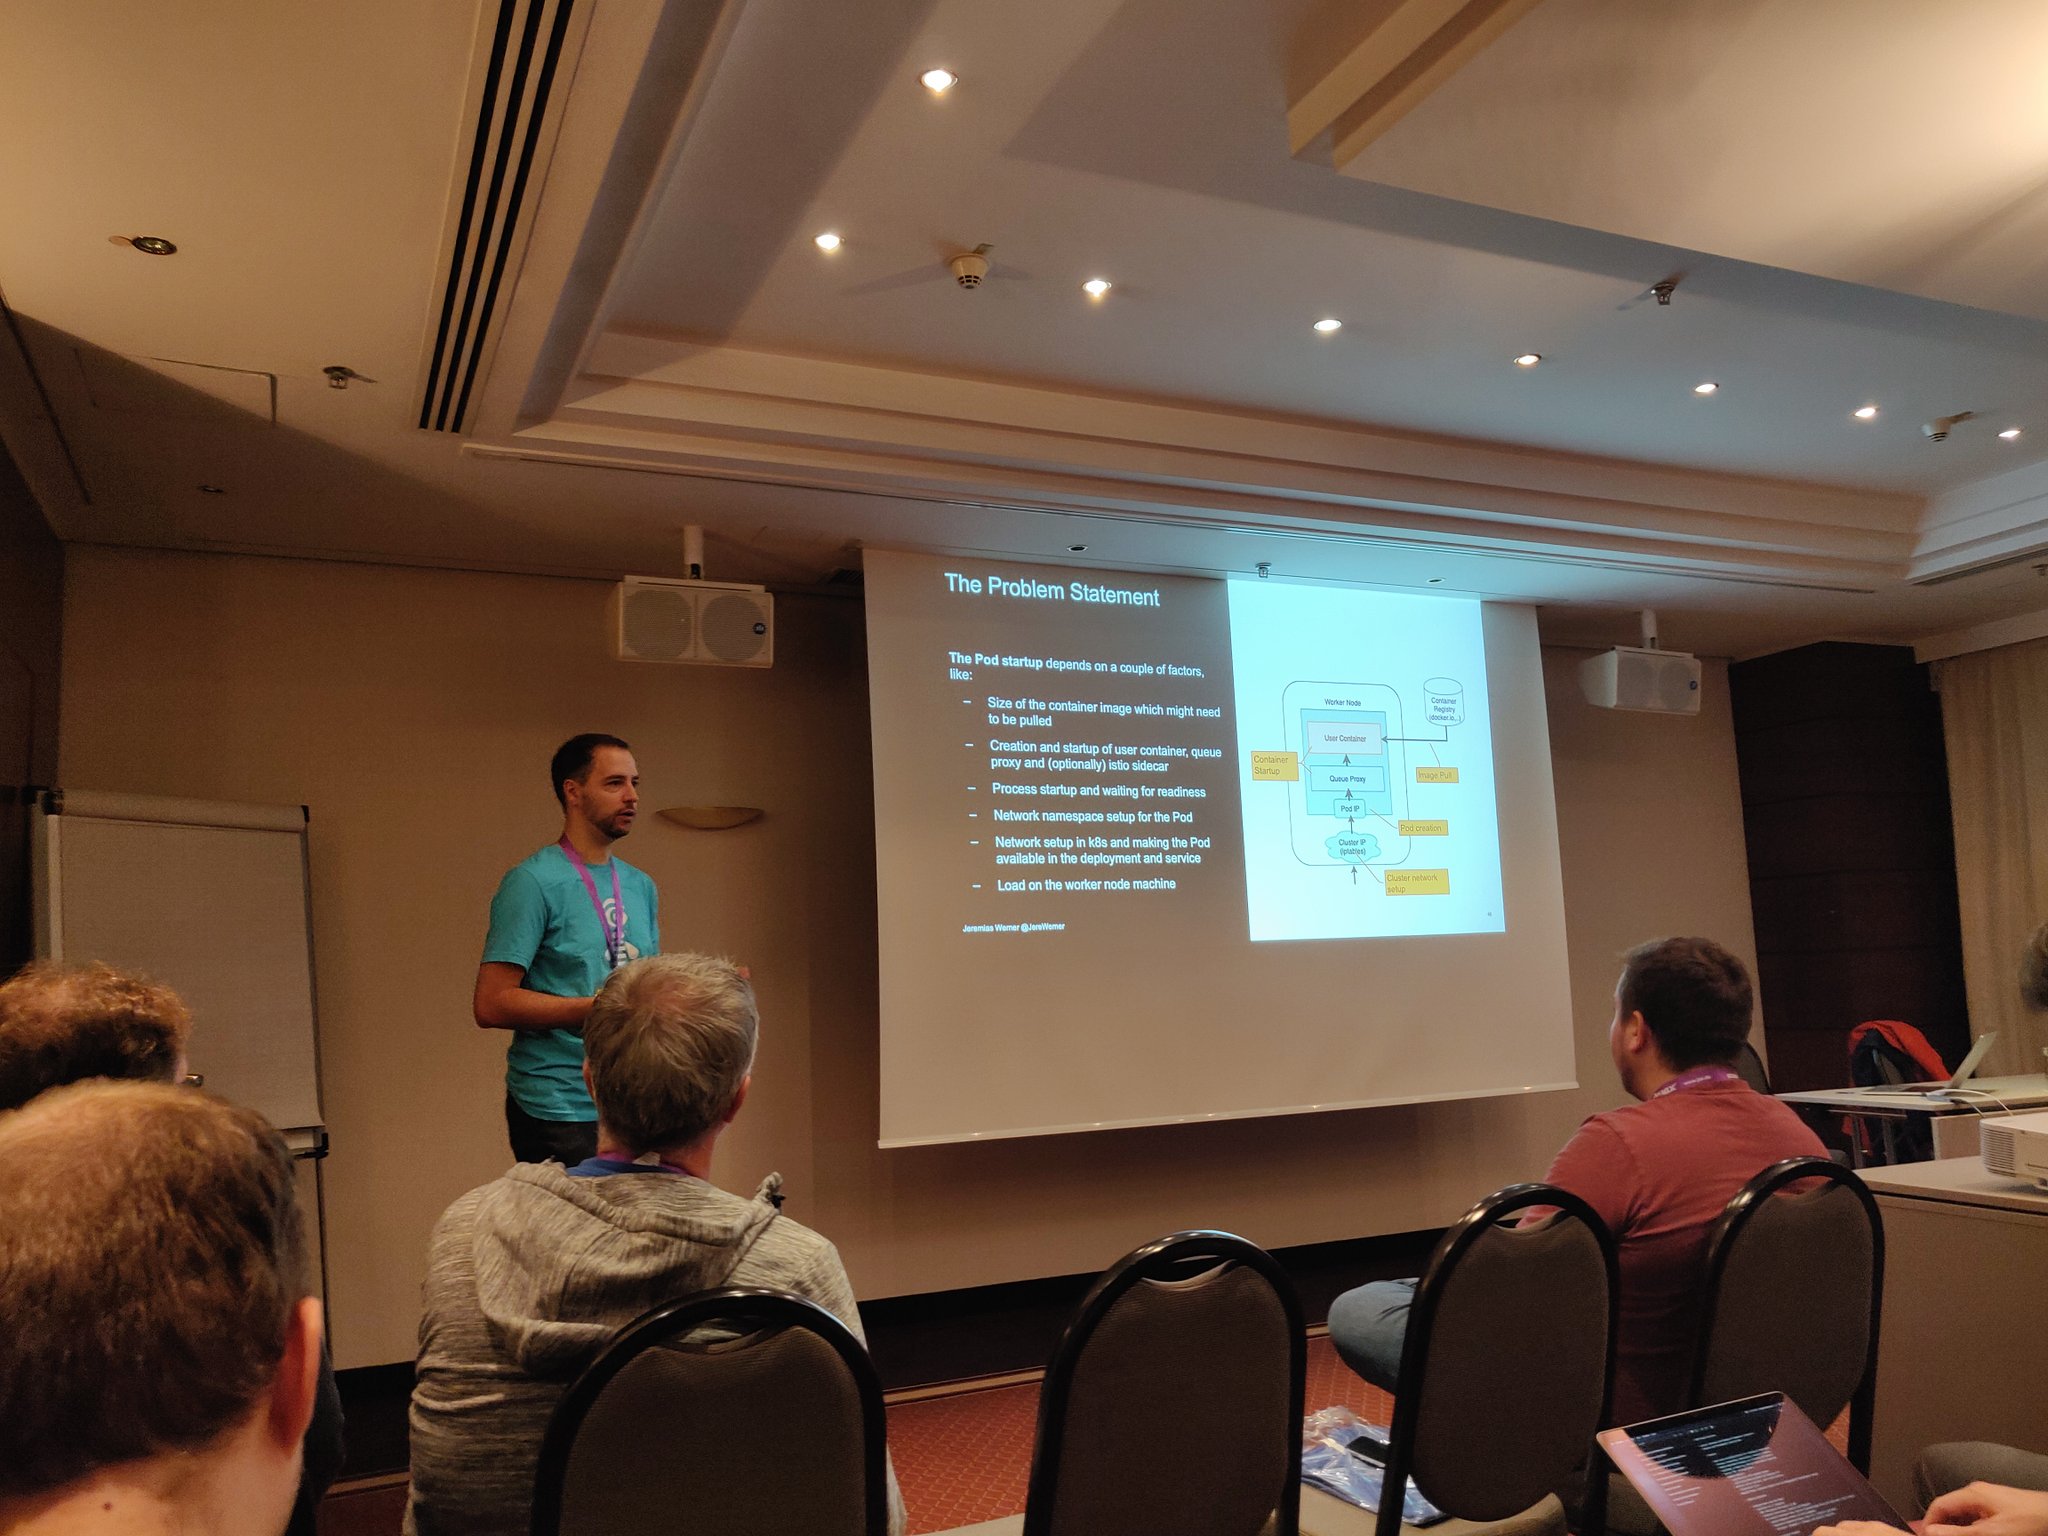 The Problem Statement
The Pod startup depends on a couple of factors,
like:
– Size of the container image which might need
to be pulled
– Creation and startup of user container, queue
proxy and (optionally) istio sidecar
– Process startup and waiting for readiness
– Network namespace setup for the Pod
– Network setup in k8s and making the Pod
available in the deployment and service
– Load on the worker node machine
Jeremias Werner @JereWerner
Worker Node
User Container
Queue Proxy
Pod IP
Cluster IP
(iptables)
Container
Registry
(docker.io,..)
Container
Startup
Image Pull
Pod creation
Cluster network
setup